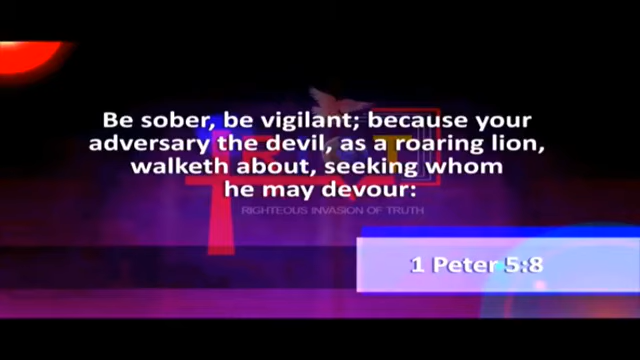 Be sober, be vigilant; because your
adversary the devil, as a roaring lion,
walketh about, seeking whom
he may devour:
RIGHTEOUS INVASION OF TRUTH
1 Peter 5:8